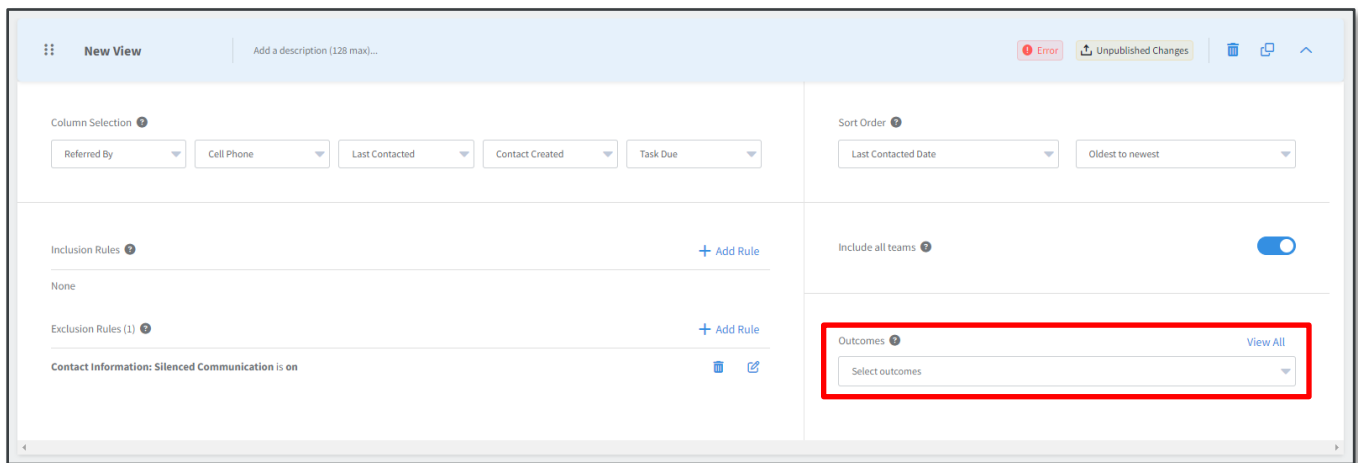 New View
Add a description (128 max)...
Error
Unpublished Changes
Column Selection
Referred By
Cell Phone
Last Contacted
Contact Created
Task Due
Sort Order
Last Contacted Date
Oldest to newest
Inclusion Rules
+ Add Rule
None
Exclusion Rules (1)
+ Add Rule
Contact Information: Silenced Communication is on
Include all teams
Outcomes
View All
Select outcomes